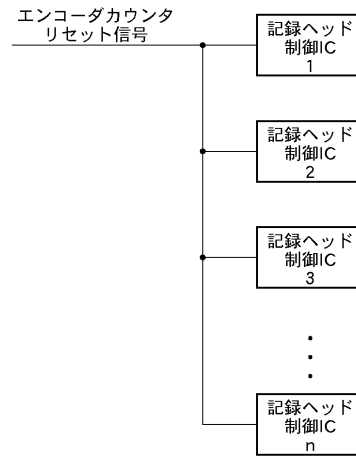 エンコーダカウンタ
リセット信号
記録ヘッド
制御IC
1
記録ヘッド
制御IC
2
記録ヘッド
制御IC
3
記録ヘッド
制御IC
n